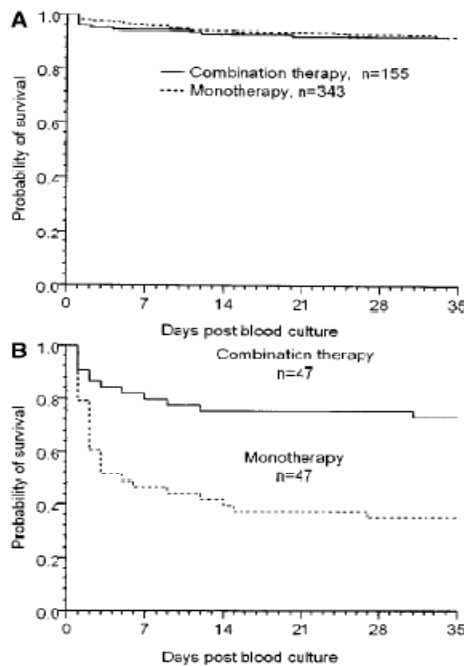 A
1.0
0.8
0.6
0.4
0.2
0.0
Probability of survival
Combination therapy, n=155
Monotherapy, n=343
0 7 14 21 28 35
Days post blood culture
B
1.0
0.8
0.6
0.4
0.2
0.0
Probability of survival
Combination therapy
n=47
Monotherapy
n=47
0 7 14 21 28 35
Days post blood culture